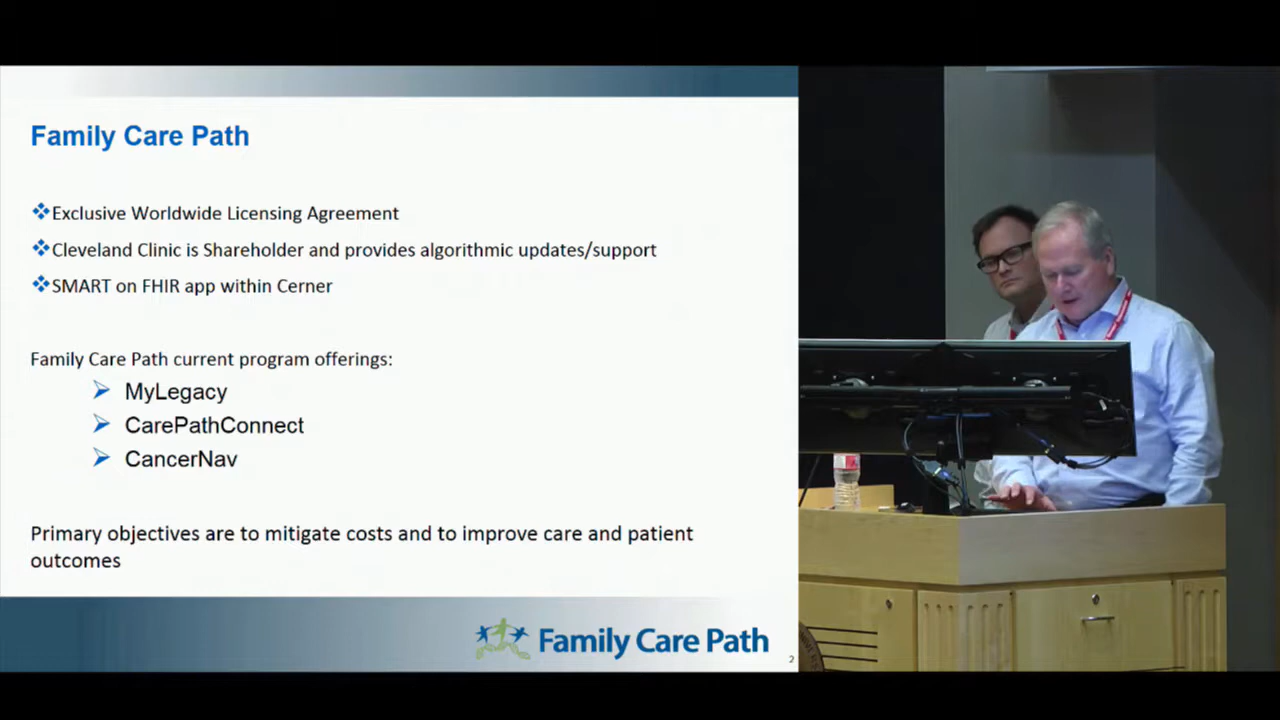 Family Care Path
❖Exclusive Worldwide Licensing Agreement
❖Cleveland Clinic is Shareholder and provides algorithmic updates/support
❖SMART on FHIR app within Cerner
Family Care Path current program offerings:
➢ MyLegacy
➢ CarePathConnect
➢ CancerNav
Primary objectives are to mitigate costs and to improve care and patient
outcomes
Family Care Path
2